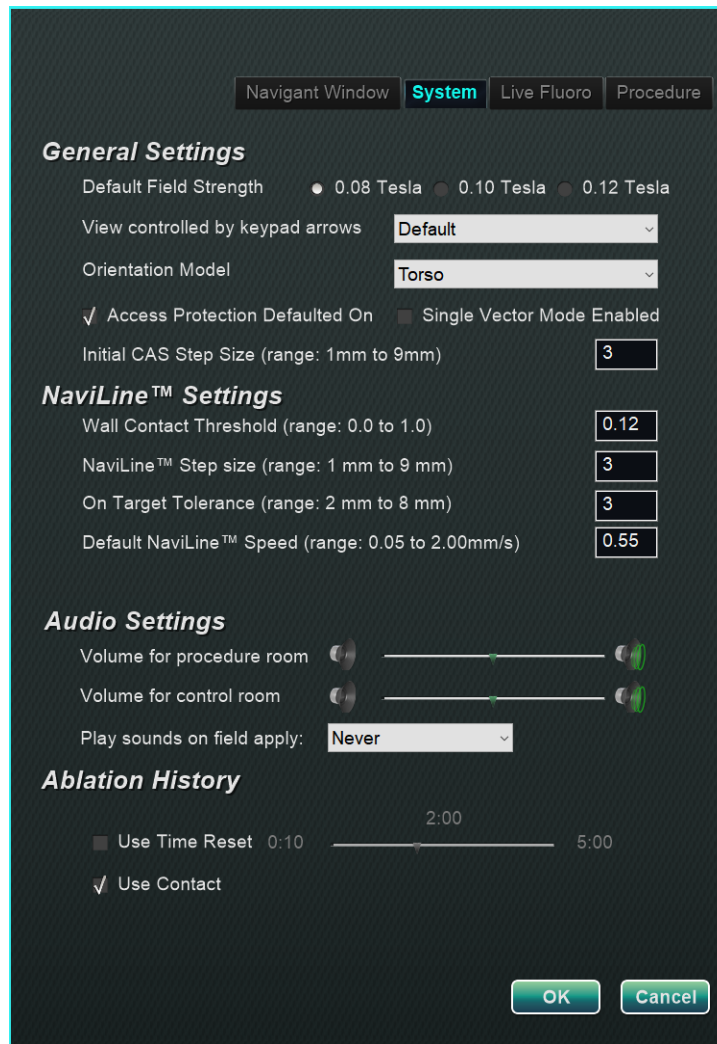 Navigant Window System Live Fluoro Procedure
General Settings
Default Field Strength 0.08 Tesla 0.10 Tesla 0.12 Tesla
View controlled by keypad arrows Default
Orientation Model Torso
Access Protection Defaulted On Single Vector Mode Enabled
Initial CAS Step Size (range: 1mm to 9mm) 3
NaviLine™ Settings
Wall Contact Threshold (range: 0.0 to 1.0) 0.12
NaviLine™ Step size (range: 1 mm to 9 mm) 3
On Target Tolerance (range: 2 mm to 8 mm) 3
Default NaviLine™ Speed (range: 0.05 to 2.00mm/s) 0.55
Audio Settings
Volume for procedure room
Volume for control room
Play sounds on field apply: Never
Ablation History
2:00
Use Time Reset 0:10 5:00
Use Contact
OK Cancel